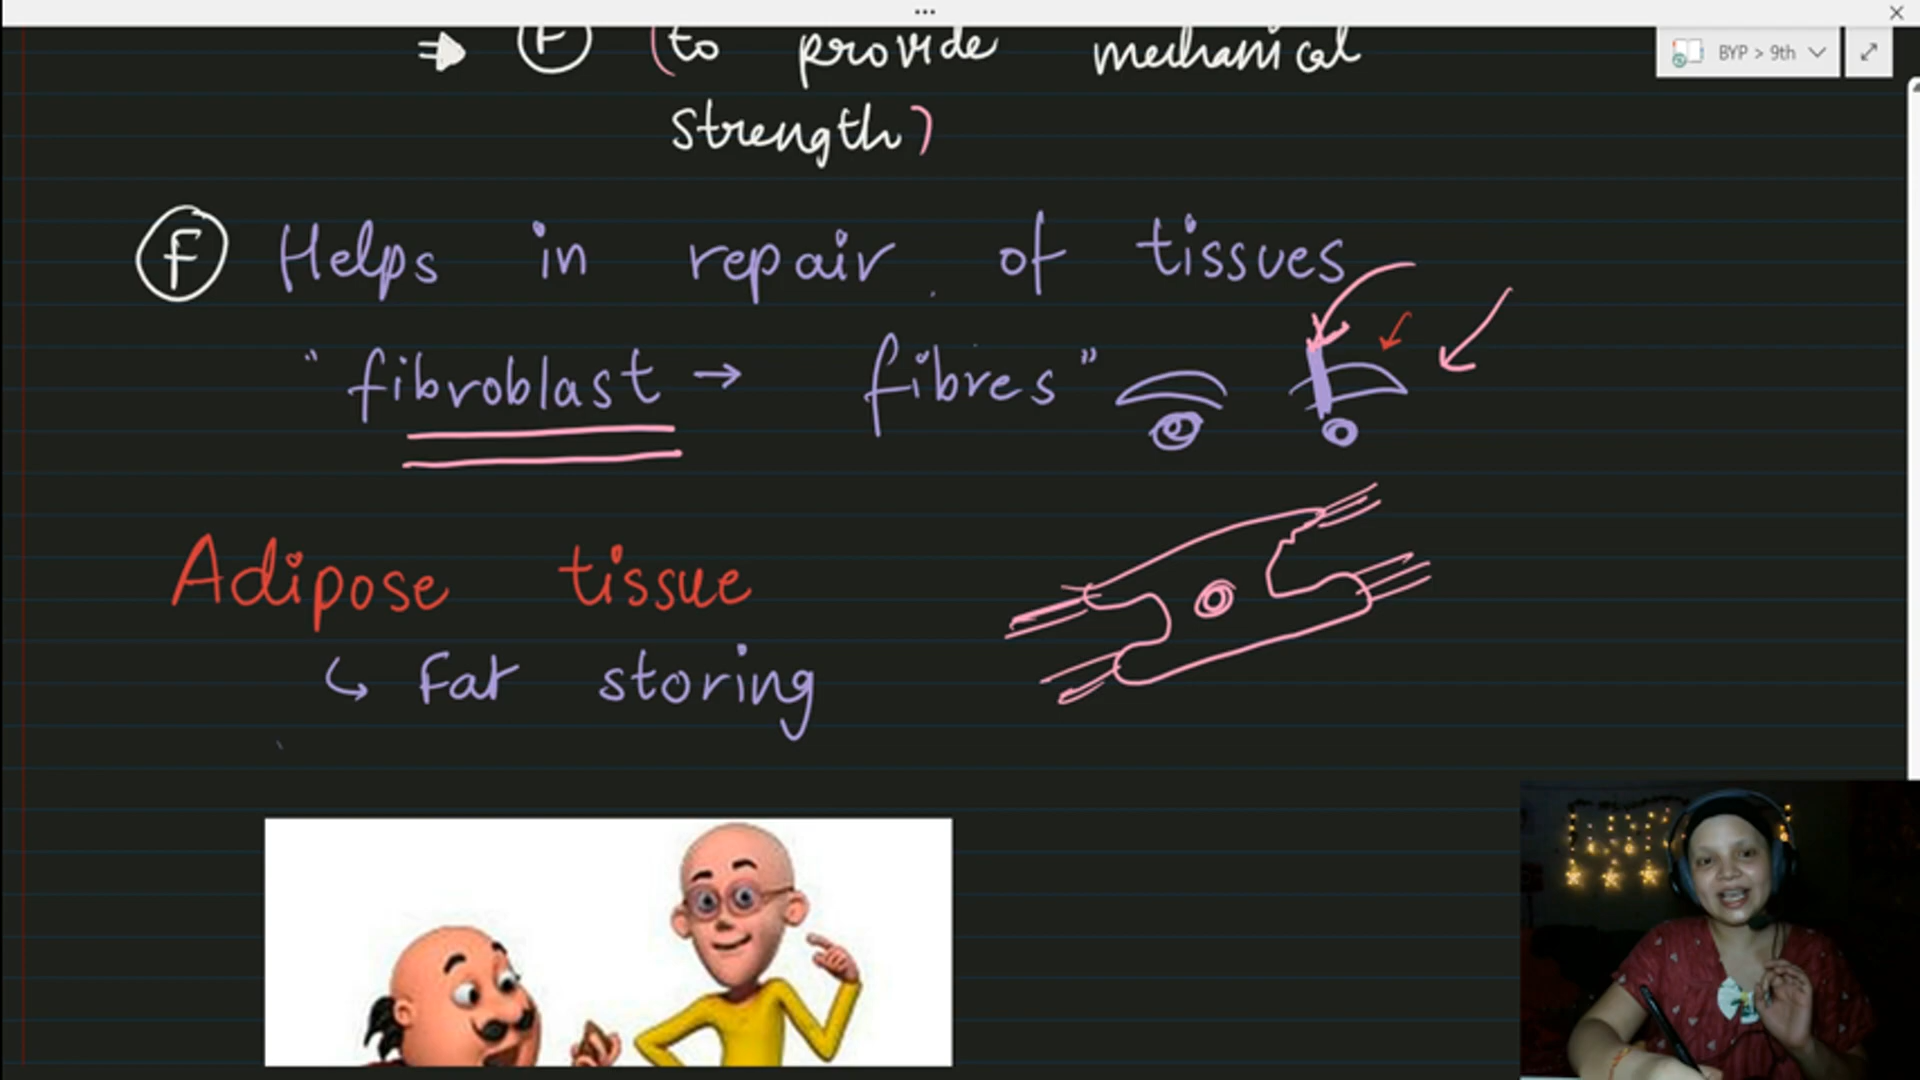 BYP > 9th
⇒ (F) (to provide mechanical
strength)
(F) Helps in repair of tissues
"fibroblast → fibres"
Adipose tissue
↳ Fat storing